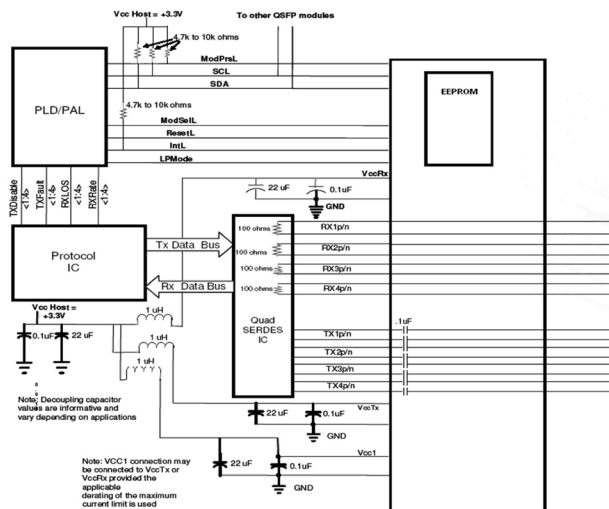 Vcc Host =
+3.3V
To other QSFP modules
4.7k to 10k ohms
ModPrsL
SCL
SDA
4.7k to 10k ohms
PLD/PAL
EEPROM
ModSelL
ResetL
IntL
LPMode
TXDisable
<1:4>
TXFault
<1:4>
RXLOS
<1:4>
RXRate
<1:4>
VccRx
22 uF
0.1uF
GND
Protocol
IC
Tx Data Bus
Rx Data Bus
100 ohms
RX1p/n
100 ohms
RX2p/n
100 ohms
RX3p/n
100 ohms
RX4p/n
Quad
SERDES
IC
Vcc Host =
+3.3V
0.1uF
22 uF
1 uH
1 uH
1 uH
.1uF
TX1p/n
TX2p/n
TX3p/n
TX4p/n
Note: Decoupling capacitor
values are informative and
vary depending on applications
VccTx
22 uF
0.1uF
GND
Vcc1
22 uF
0.1uF
GND
Note: VCC1 connection may
be connected to VccTx or
VccRx provided the
applicable
derating of the maximum
current limit is used